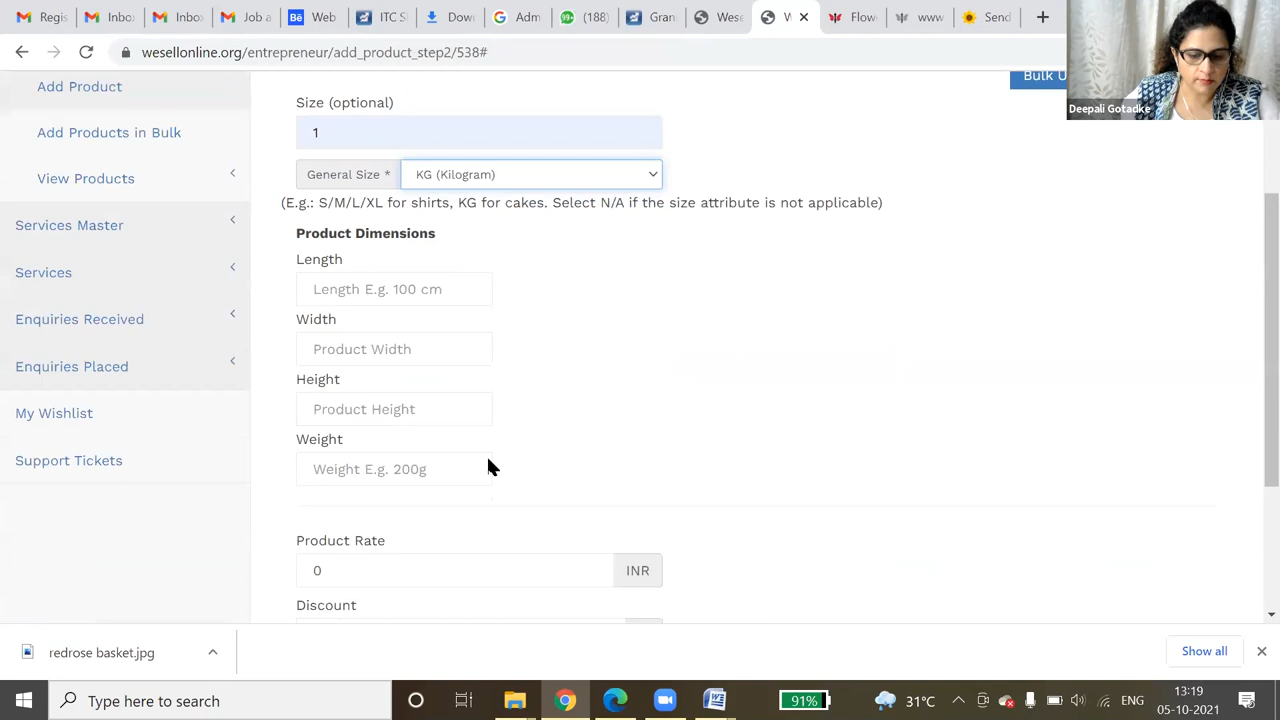 Regis
Inbo
Inbox
Job a
Web
ITC S
Dow
Adm
(188)
Gran
Wese
W
Flow
www
Send
wesellonline.org/entrepreneur/add_product_step2/538#
Deepali Gotadke
Add Product
Add Products in Bulk
View Products
Services Master
Services
Enquiries Received
Enquiries Placed
My Wishlist
Support Tickets
Bulk U
Size (optional)
1
General Size * KG (Kilogram)
(E.g.: S/M/L/XL for shirts, KG for cakes. Select N/A if the size attribute is not applicable)
Product Dimensions
Length
Length E.g. 100 cm
Width
Product Width
Height
Product Height
Weight
Weight E.g. 200g
Product Rate
0 INR
Discount
redrose basket.jpg
Show all
Type here to search
91%
31°C
ENG
13:19
05-10-2021